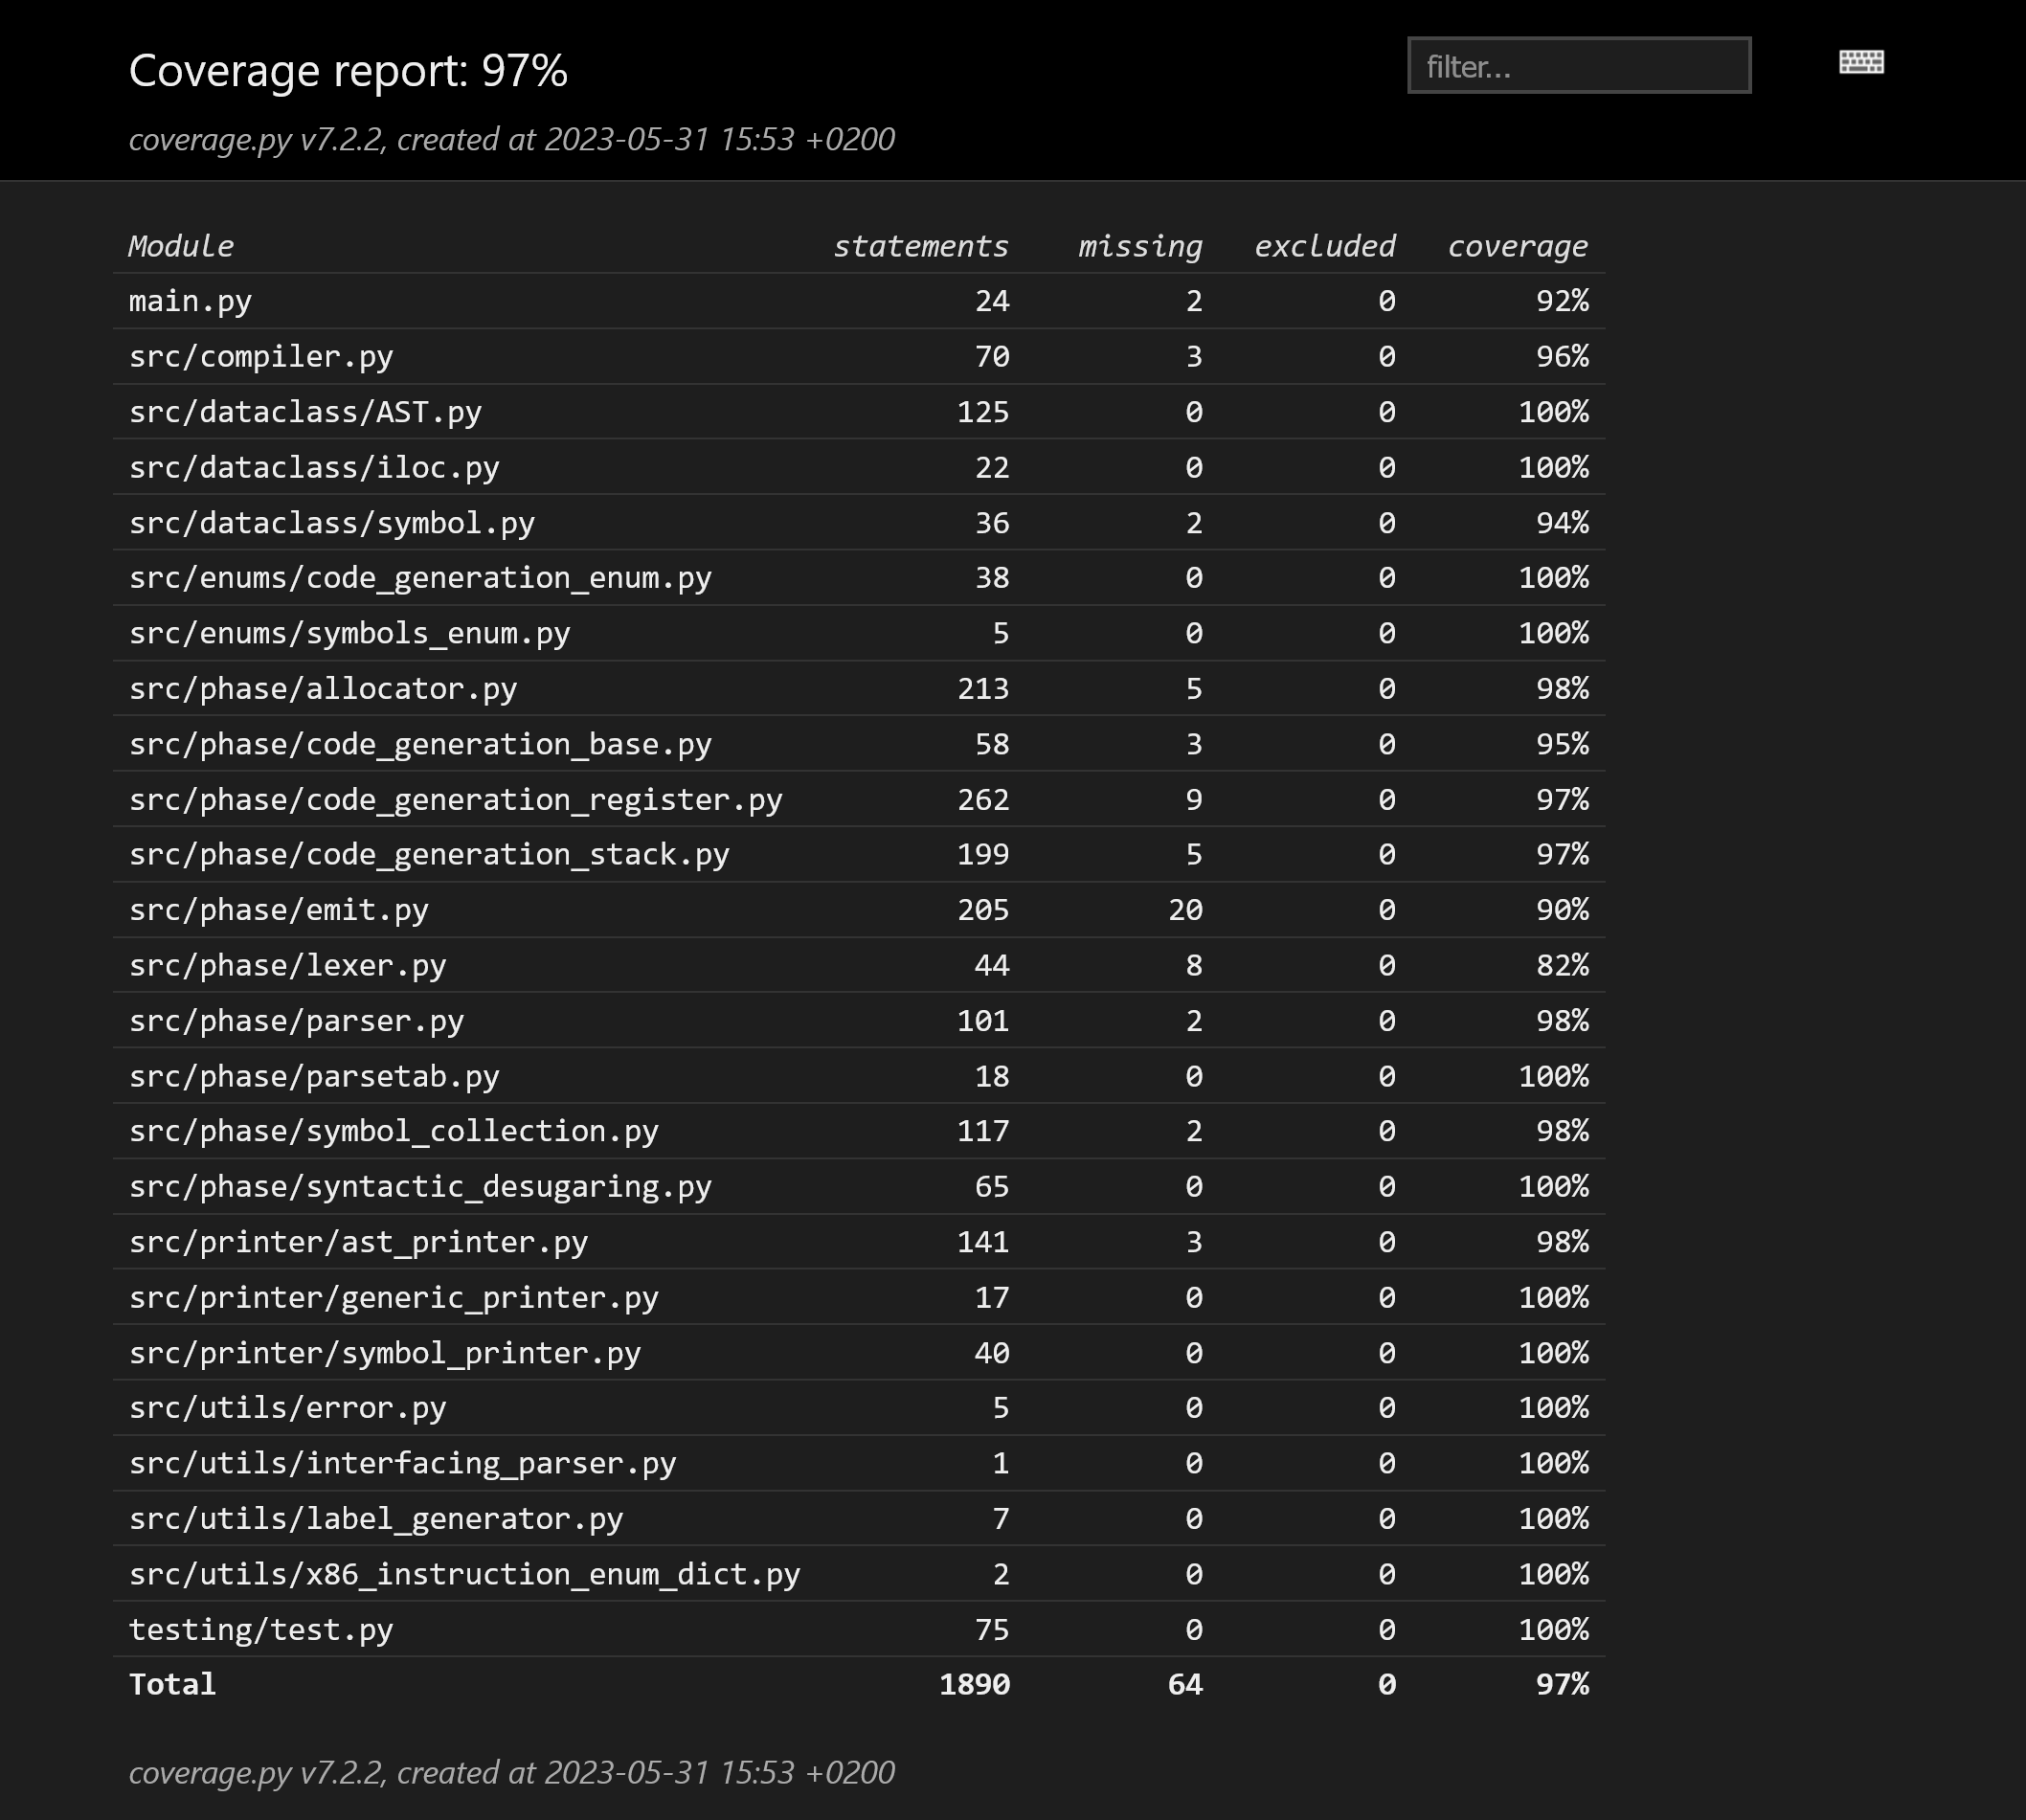 Coverage report: 97%
filter...
coverage.py v7.2.2, created at 2023-05-31 15:53 +0200
Module statements missing excluded coverage
main.py 24 2 0 92%
src/compiler.py 70 3 0 96%
src/dataclass/AST.py 125 0 0 100%
src/dataclass/iloc.py 22 0 0 100%
src/dataclass/symbol.py 36 2 0 94%
src/enums/code_generation_enum.py 38 0 0 100%
src/enums/symbols_enum.py 5 0 0 100%
src/phase/allocator.py 213 5 0 98%
src/phase/code_generation_base.py 58 3 0 95%
src/phase/code_generation_register.py 262 9 0 97%
src/phase/code_generation_stack.py 199 5 0 97%
src/phase/emit.py 205 20 0 90%
src/phase/lexer.py 44 8 0 82%
src/phase/parser.py 101 2 0 98%
src/phase/parsetab.py 18 0 0 100%
src/phase/symbol_collection.py 117 2 0 98%
src/phase/syntactic_desugaring.py 65 0 0 100%
src/printer/ast_printer.py 141 3 0 98%
src/printer/generic_printer.py 17 0 0 100%
src/printer/symbol_printer.py 40 0 0 100%
src/utils/error.py 5 0 0 100%
src/utils/interfacing_parser.py 1 0 0 100%
src/utils/label_generator.py 7 0 0 100%
src/utils/x86_instruction_enum_dict.py 2 0 0 100%
testing/test.py 75 0 0 100%
Total 1890 64 0 97%
coverage.py v7.2.2, created at 2023-05-31 15:53 +0200